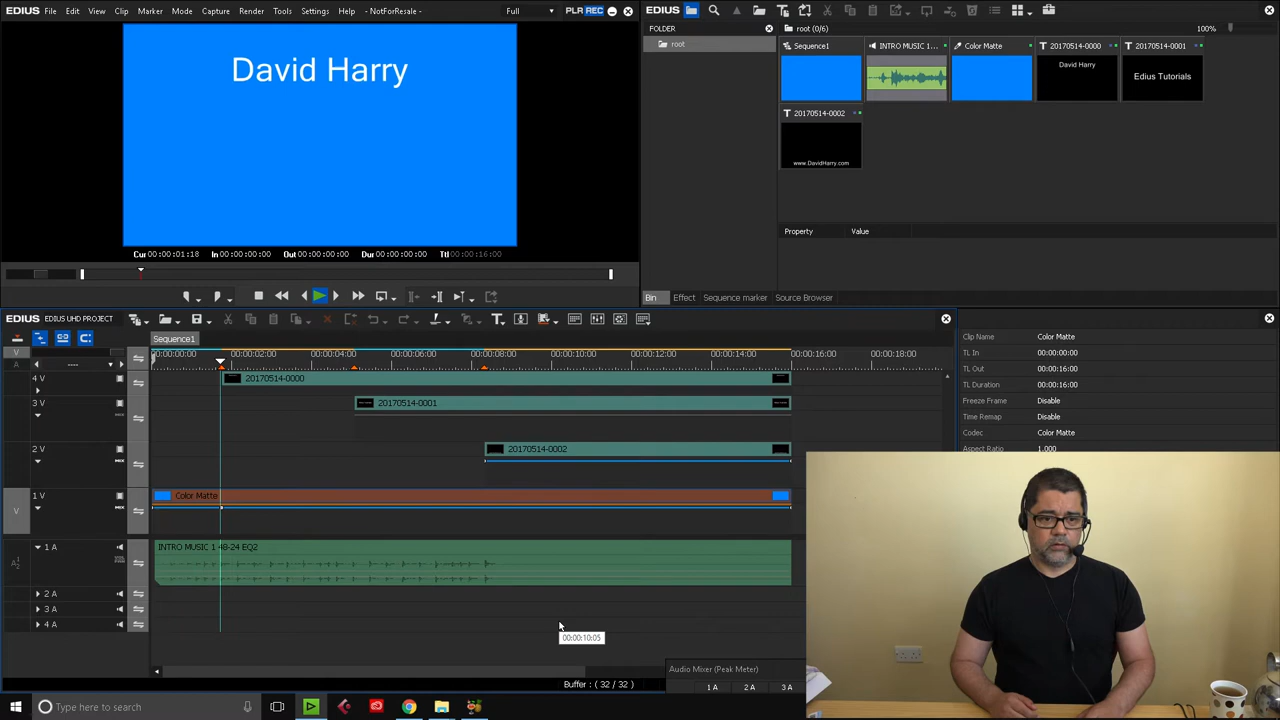 EDIUS File Edit View Clip Marker Mode Capture Render Tools Settings Help - NotForResale - Full PLR REC
David Harry
Cur 00:00:01:18 In 00:00:00:00 Out 00:00:00:00 Dur 00:00:00:00 Ttl 00:00:16:00
EDIUS
FOLDER
root
root (0/6) 100%
Sequence1 INTRO MUSIC 1... Color Matte T 20170514-0000 T 20170514-0001
David Harry
Edius Tutorials
T 20170514-0002
www.DavidHarry.com
Property Value
Bin Effect Sequence marker Source Browser
EDIUS EDIUS UHD PROJECT
Sequence1
00:00:00:00 00:00:02:00 00:00:04:00 00:00:06:00 00:00:08:00 00:00:10:00 00:00:12:00 00:00:14:00 00:00:16:00 00:00:18:00
V
A
4 V 20170514-0000
3 V 20170514-0001
MIX
2 V 20170514-0002
MIX
1 V Color Matte
V MIX
1 A INTRO MUSIC 1 48-24 EQ2
2 A
3 A
4 A
00:00:10:05
Buffer : ( 32 / 32 )
Audio Mixer (Peak Meter)
1 A 2 A 3 A
Clip Name Color Matte
TL In 00:00:00:00
TL Out 00:00:16:00
TL Duration 00:00:16:00
Freeze Frame Disable
Time Remap Disable
Codec Color Matte
Aspect Ratio 1.000
Type here to search